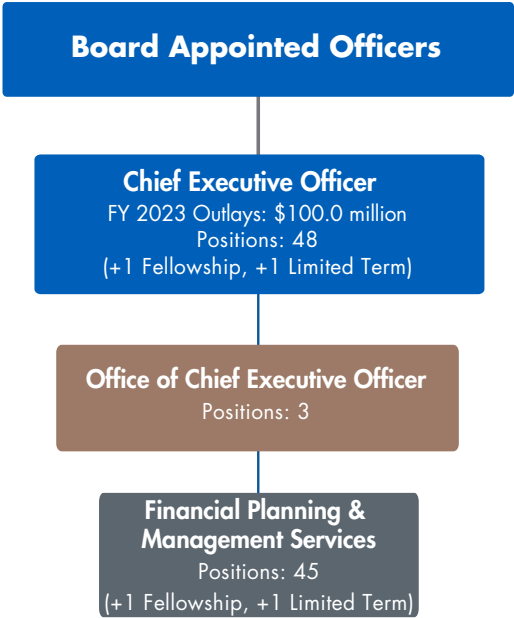 Board Appointed Officers
Chief Executive Officer
FY 2023 Outlays: $100.0 million
Positions: 48
(+1 Fellowship, +1 Limited Term)
Office of Chief Executive Officer
Positions: 3
Financial Planning &
Management Services
Positions: 45
(+1 Fellowship, +1 Limited Term)